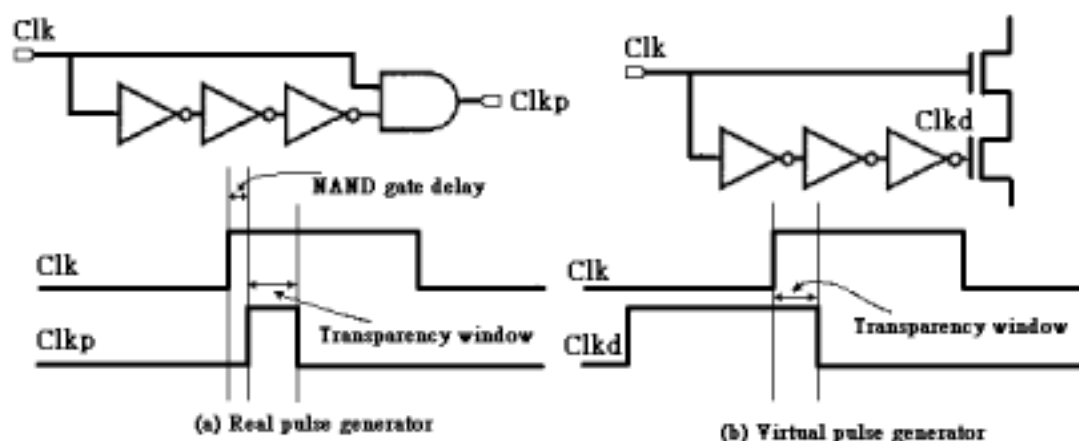 Clk
Clkp
NAND gate delay
Clk
Transparency window
Clkp
(a) Real pulse generator
Clk
Clkd
Clk
Transparency window
Clkd
(b) Virtual pulse generator